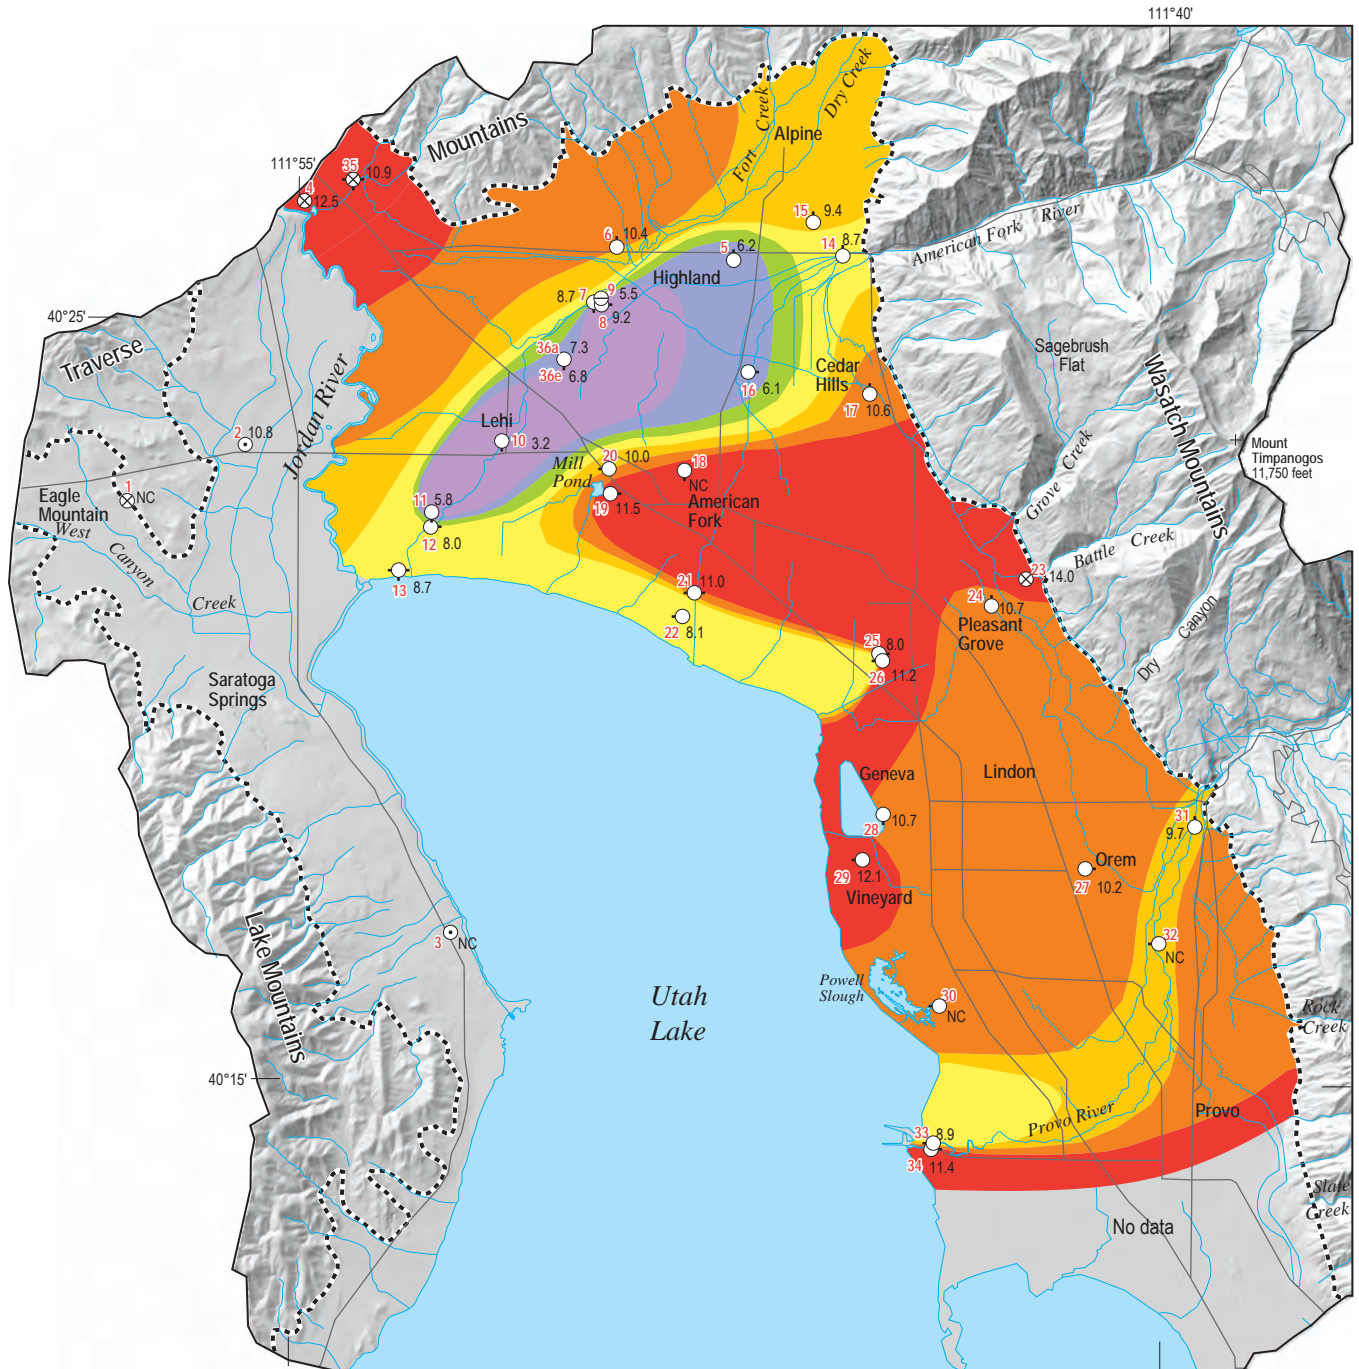 111°40'
Mountains
Fort
Creek
Dry Creek
Alpine
111°55'
35
10.9
4
12.5
15
9.4
6
10.4
5
6.2
14
8.7
American Fork River
Highland
9
7
8.7
5.5
8
9.2
40°25'
Traverse
Jordan River
36a
7.3
36e
6.8
16
6.1
Cedar
Hills
17
10.6
Sagebrush
Flat
Wasatch Mountains
Mount
Timpanogos
11,750 feet
2
10.8
Lehi
10
3.2
Mill
Pond
20
10.0
18
NC
19
11.5
American
Fork
Grove Creek
Battle Creek
1
NC
Eagle
Mountain
West
Canyon
Creek
11
5.8
12
8.0
13
8.7
21
11.0
22
8.1
23
14.0
24
10.7
Pleasant
Grove
Dry
Canyon
25
8.0
26
11.2
Saratoga
Springs
Geneva
Lindon
28
10.7
31
9.7
29
12.1
Vineyard
Orem
27
10.2
Lake Mountains
3
NC
32
NC
Utah
Lake
Powell
Slough
30
NC
Rock
Creek
40°15'
33
8.9
34
11.4
Provo River
Provo
Slate
Creek
No data